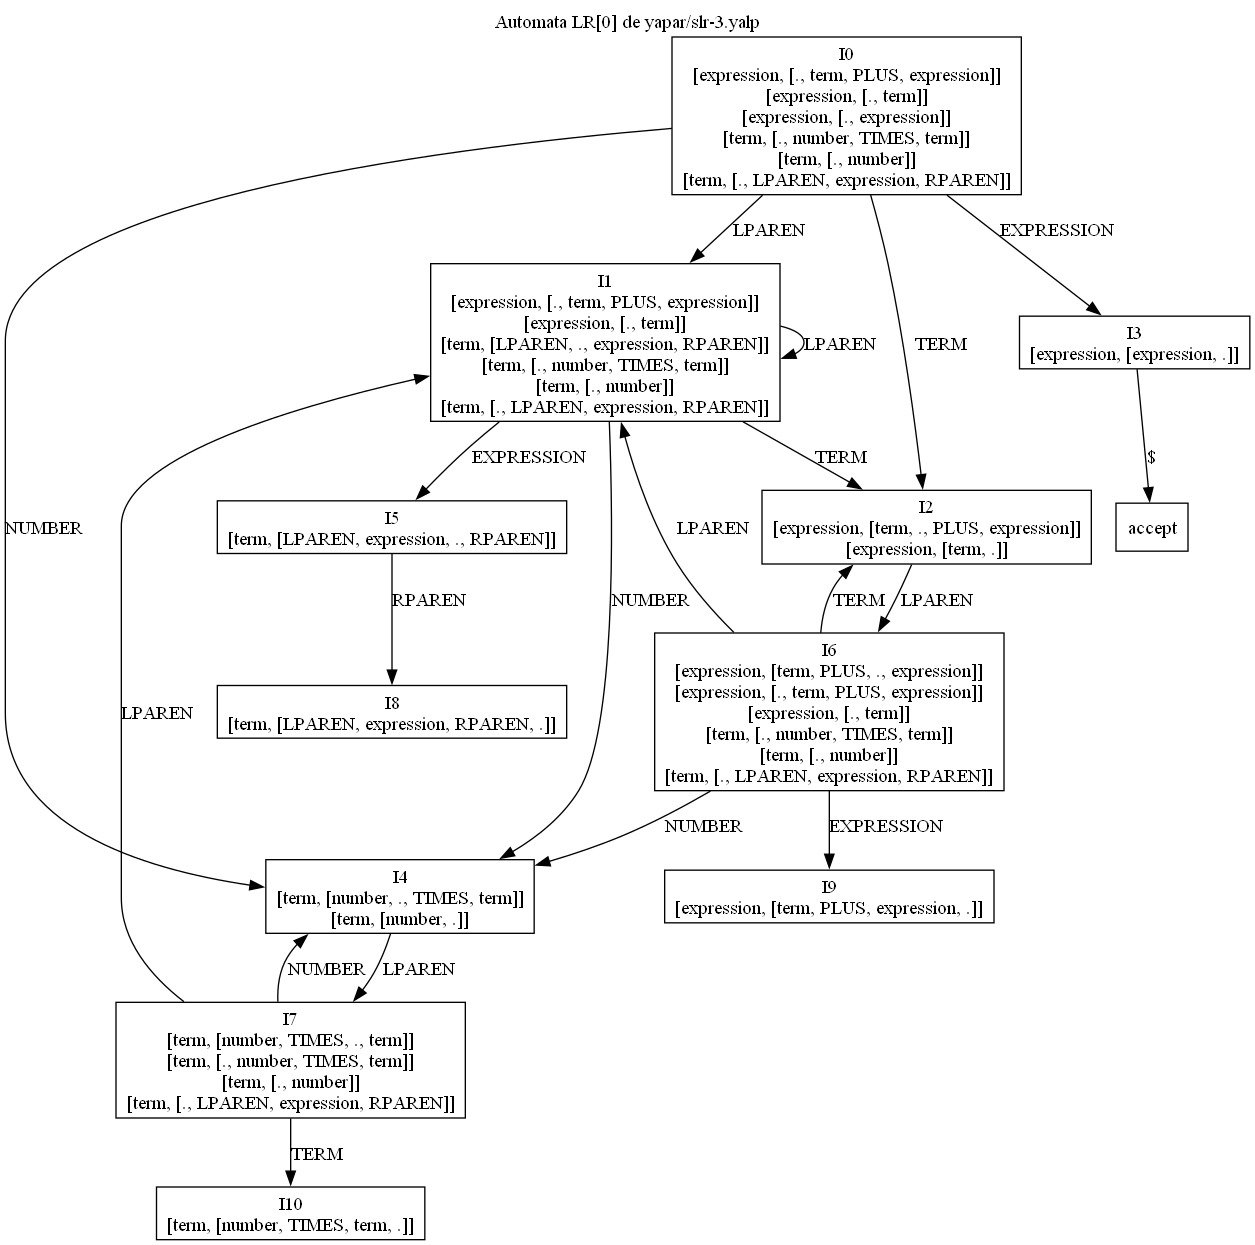 Automata LR[0] de yapar/slr-3.yalp
I0
[expression, [., term, PLUS, expression]]
[expression, [., term]]
[expression, [., expression]]
[term, [., number, TIMES, term]]
[term, [., number]]
[term, [., LPAREN, expression, RPAREN]]
LPAREN
EXPRESSION
I1
[expression, [., term, PLUS, expression]]
[expression, [., term]]
[term, [LPAREN, ., expression, RPAREN]]
[term, [., number, TIMES, term]]
[term, [., number]]
[term, [., LPAREN, expression, RPAREN]]
LPAREN
TERM
I3
[expression, [expression, .]]
EXPRESSION
TERM
$
I5
[term, [LPAREN, expression, ., RPAREN]]
NUMBER
LPAREN
I2
[expression, [term, ., PLUS, expression]]
[expression, [term, .]]
accept
RPAREN
NUMBER
TERM
LPAREN
I6
[expression, [term, PLUS, ., expression]]
[expression, [., term, PLUS, expression]]
[expression, [., term]]
[term, [., number, TIMES, term]]
[term, [., number]]
[term, [., LPAREN, expression, RPAREN]]
LPAREN
I8
[term, [LPAREN, expression, RPAREN, .]]
NUMBER
EXPRESSION
I4
[term, [number, ., TIMES, term]]
[term, [number, .]]
I9
[expression, [term, PLUS, expression, .]]
NUMBER
LPAREN
I7
[term, [number, TIMES, ., term]]
[term, [., number, TIMES, term]]
[term, [., number]]
[term, [., LPAREN, expression, RPAREN]]
TERM
I10
[term, [number, TIMES, term, .]]